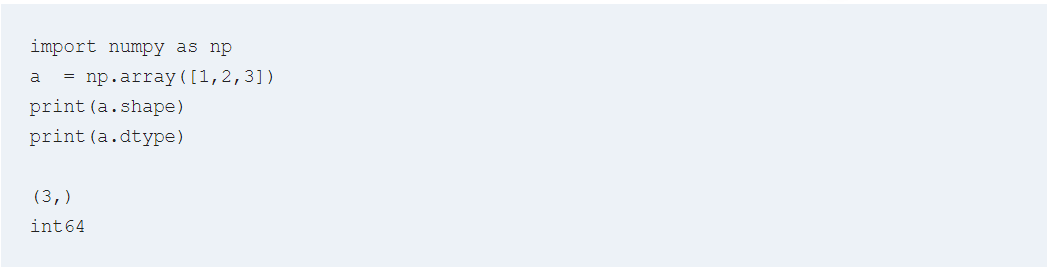 import numpy as np
a  = np.array([1,2,3])
print(a.shape)
print(a.dtype)
(3,)
int64